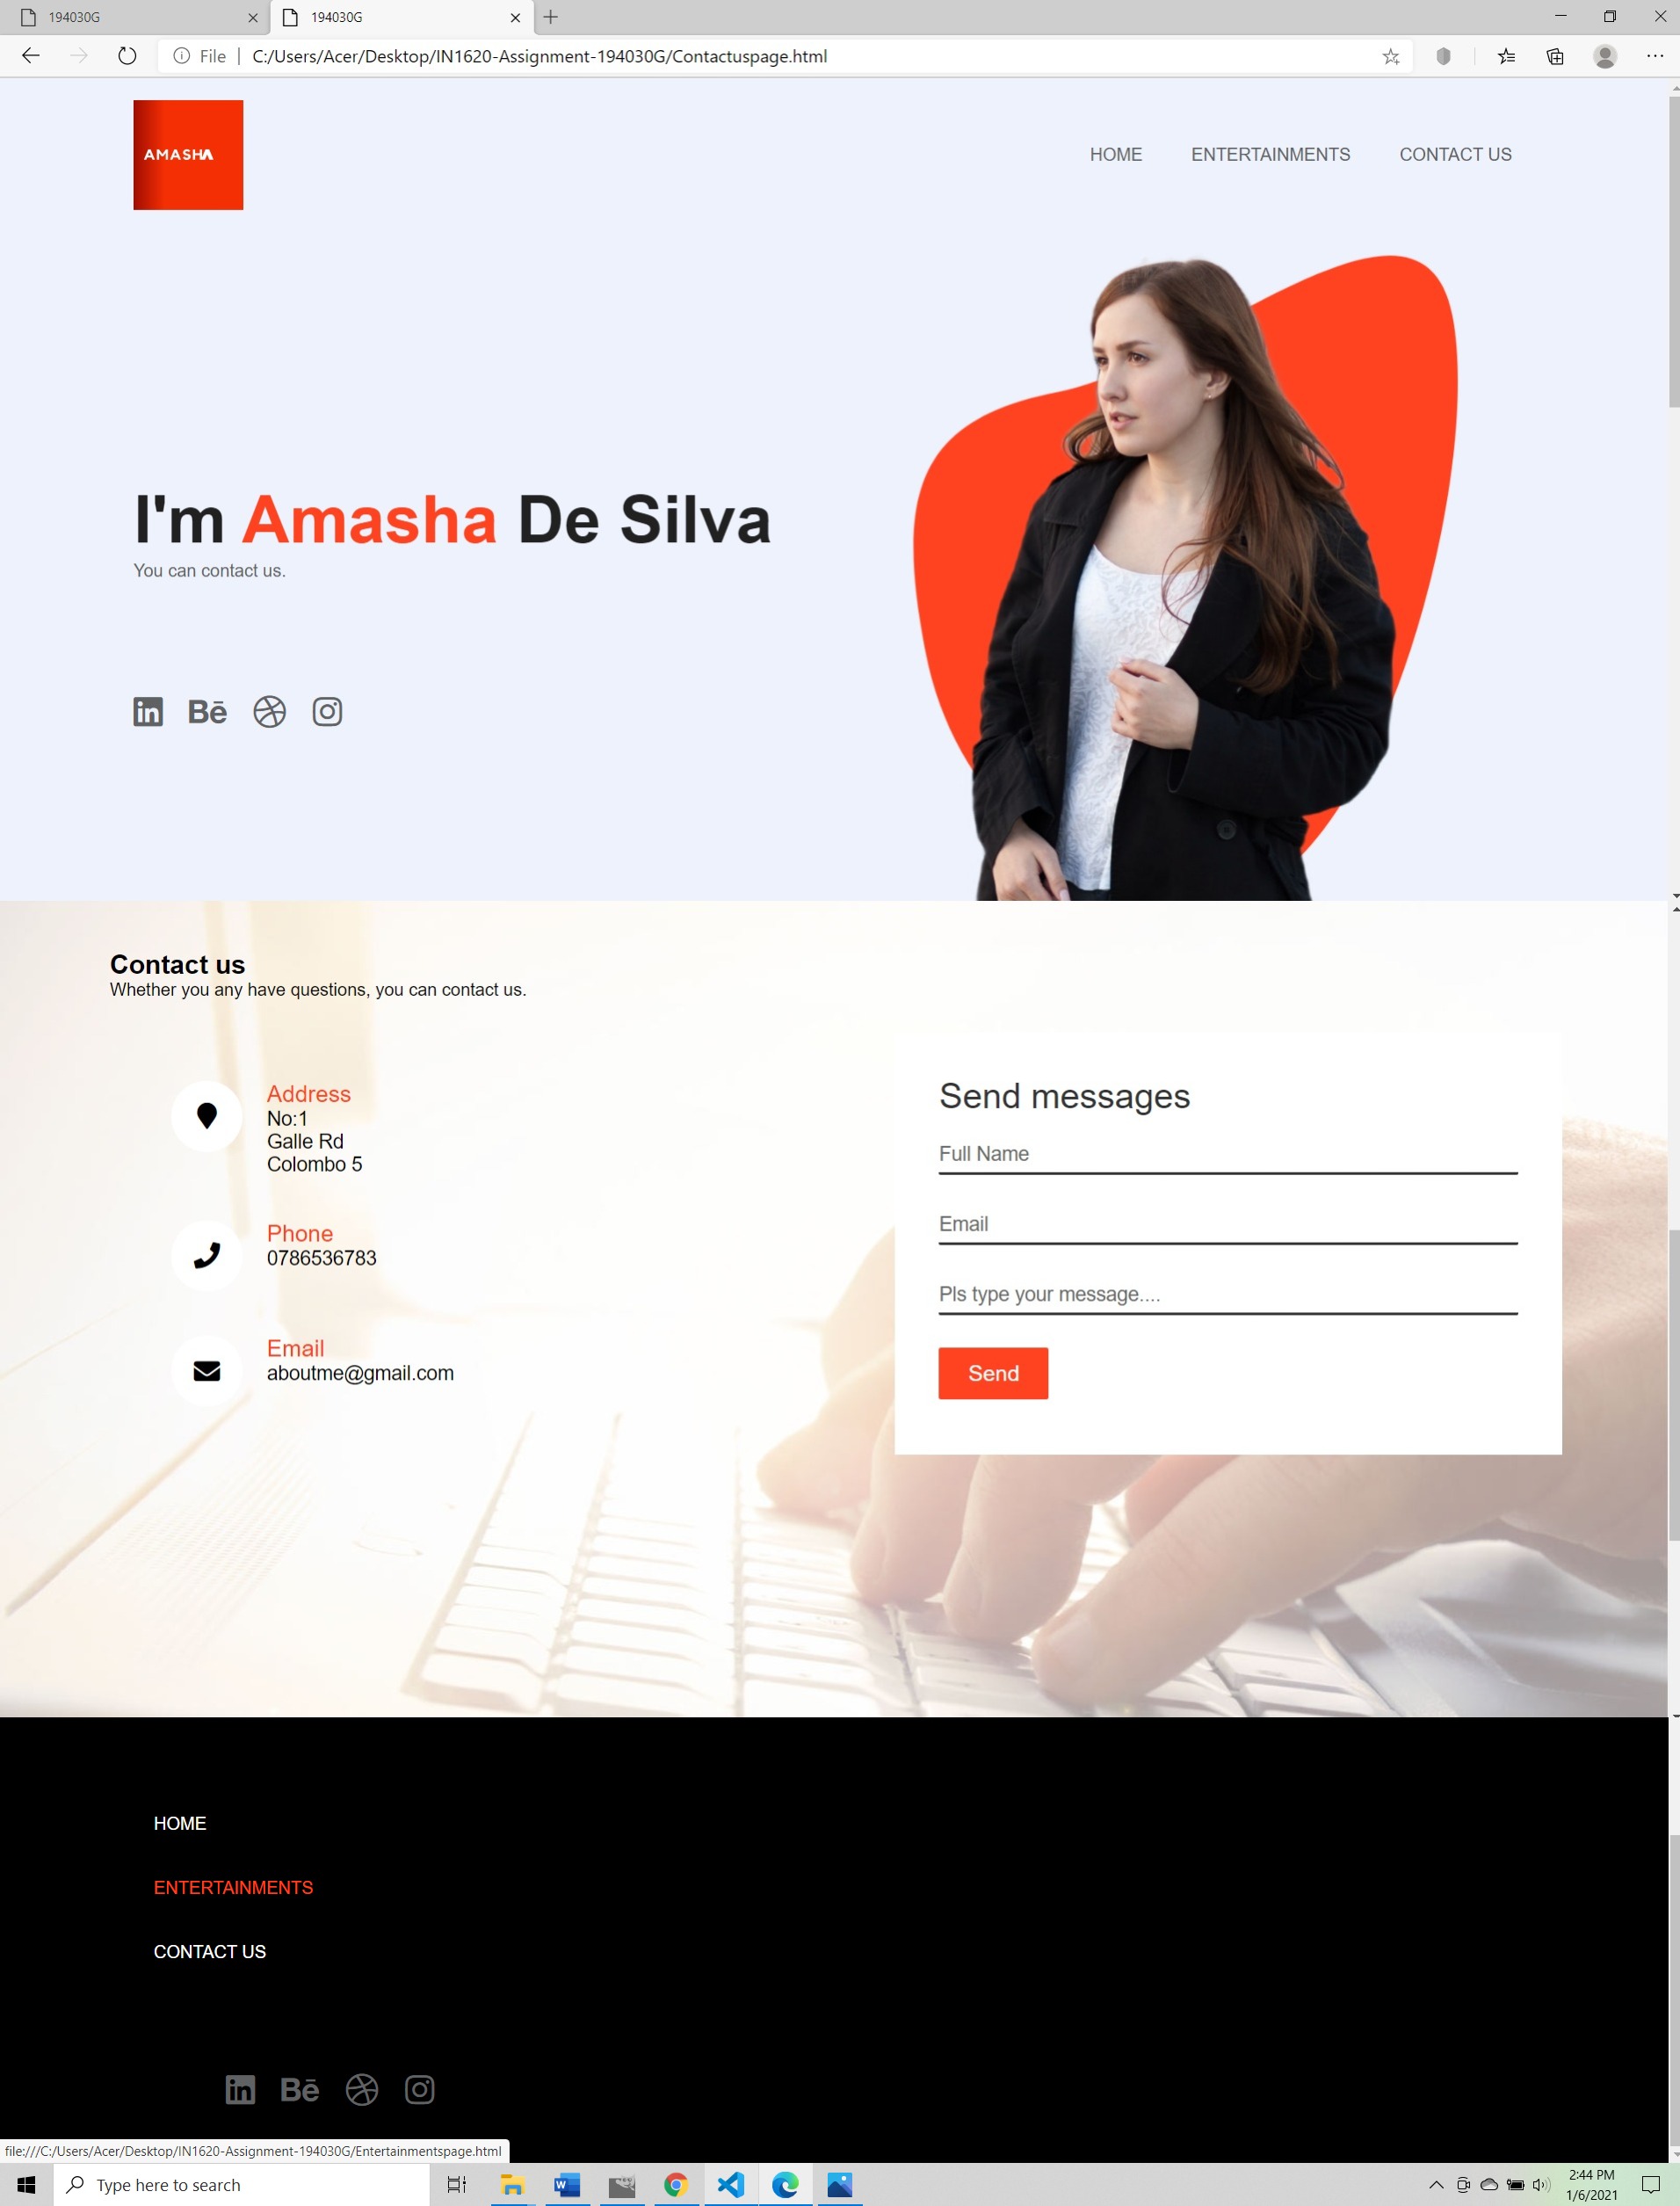 194030G
194030G
File
C:/Users/Acer/Desktop/IN1620-Assignment-194030G/Contactuspage.html
AMASHA
HOME
ENTERTAINMENTS
CONTACT US
I'm Amasha De Silva
You can contact us.
in Bē
Contact us
Whether you any have questions, you can contact us.
Address
No:1
Galle Rd
Colombo 5
Phone
0786536783
Email
aboutme@gmail.com
Send messages
Full Name
Email
Pls type your message....
Send
HOME
ENTERTAINMENTS
CONTACT US
in Bē
file:///C:/Users/Acer/Desktop/IN1620-Assignment-194030G/Entertainmentspage.html
Type here to search
2:44 PM
1/6/2021